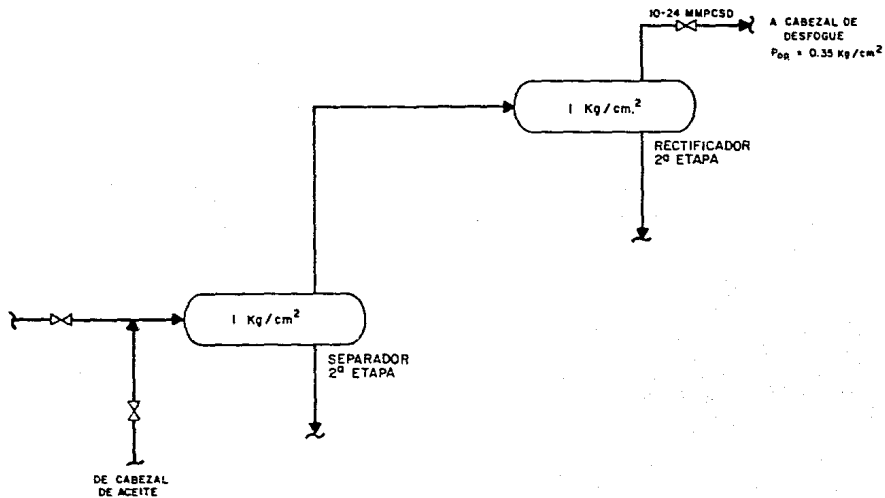 10-24 MMPCSD
A CABEZAL DE
DESFOGUE
P_OP. = 0.35 Kg/cm²
1 Kg/cm.²
RECTIFICADOR
2ª ETAPA
1 Kg/cm²
SEPARADOR
2ª ETAPA
DE CABEZAL
DE ACEITE